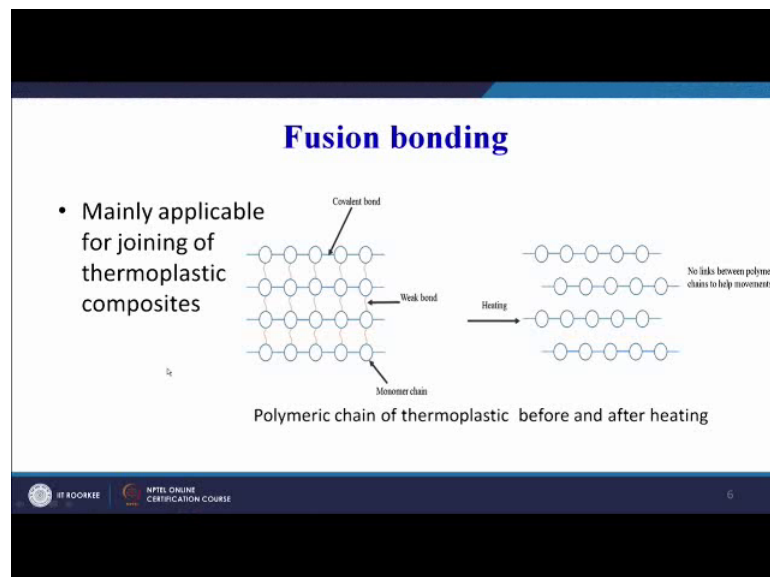 Fusion bonding
• Mainly applicable
for joining of
thermoplastic
composites
Covalent bond
Weak bond
Monomer chain
Heating
No links between polyme
chains to help movements
Polymeric chain of thermoplastic before and after heating
IIT ROORKEE
NPTEL ONLINE
CERTIFICATION COURSE
6